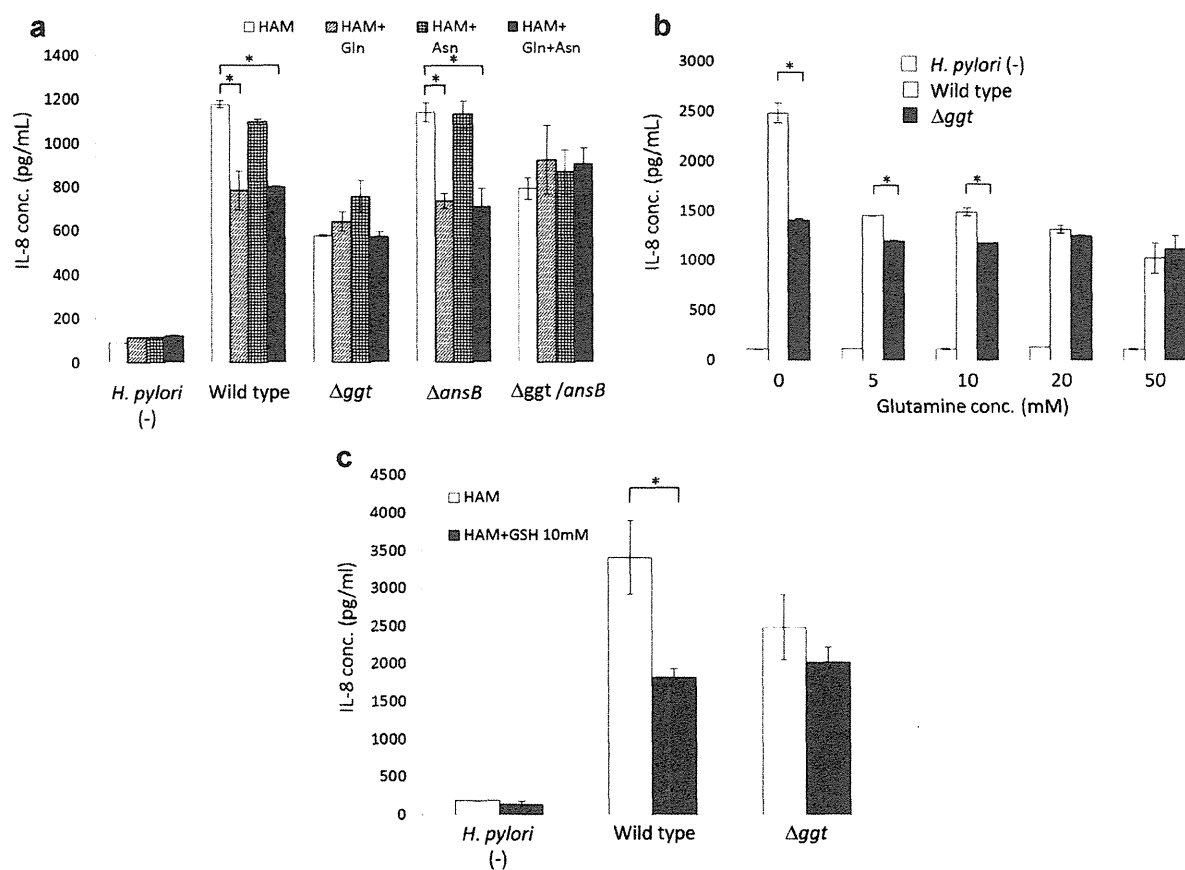 a
HAM
HAM+
Gln
HAM+
Asn
HAM+
Gln+Asn
IL-8 conc. (pg/mL)
1400
1200
1000
800
600
400
200
0
*
*
*
*
H. pylori
(-)
Wild type
Δggt
ΔansB
Δggt /ansB
b
H. pylori (-)
Wild type
Δggt
IL-8 conc. (pg/mL)
3000
2500
2000
1500
1000
500
0
*
*
*
0
5
10
20
50
Glutamine conc. (mM)
c
HAM
HAM+GSH 10mM
IL-8 conc. (pg/ml)
4500
4000
3500
3000
2500
2000
1500
1000
500
0
*
H. pylori
(-)
Wild type
Δggt